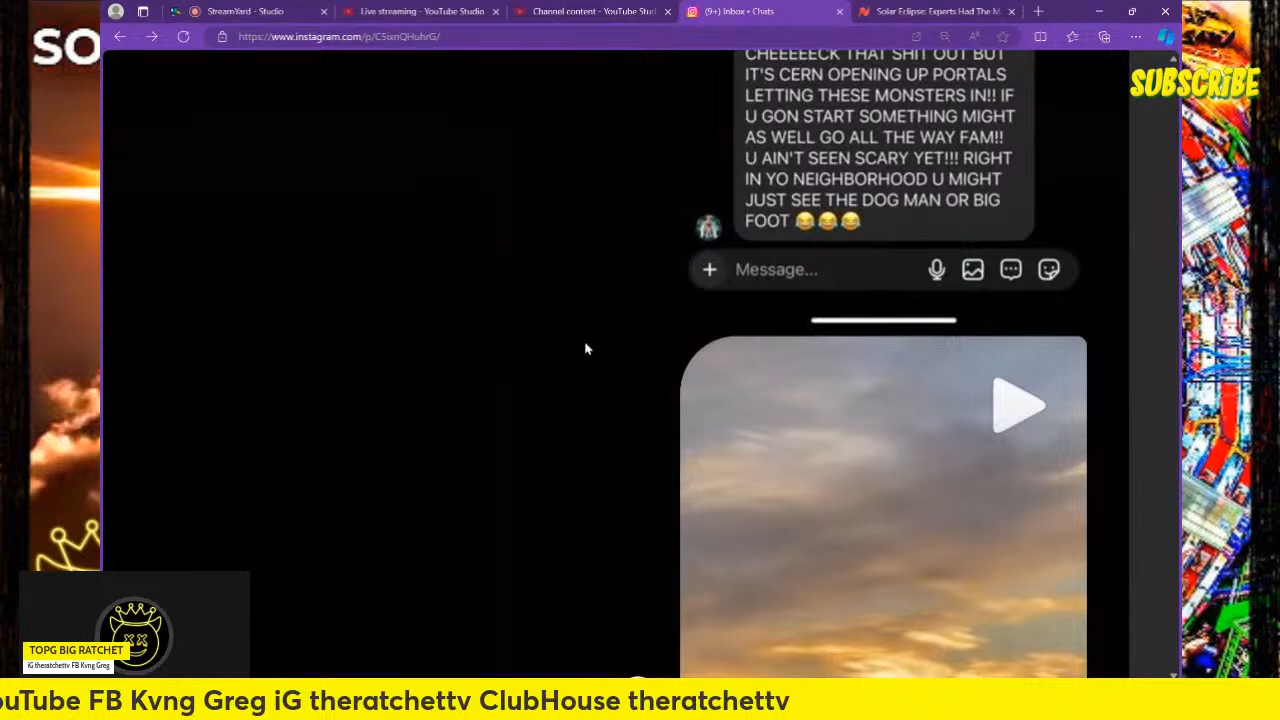 SO
StreamYard - Studio
Live streaming - YouTube Studio
Channel content - YouTube Stud
(9+) Inbox • Chats
Solar Eclipse: Experts Had The M
https://www.instagram.com/p/C5ixriQHuhrG/
SUBSCRIBE
CHEEEEECK THAT SHIT OUT BUT
IT'S CERN OPENING UP PORTALS
LETTING THESE MONSTERS IN!! IF
U GON START SOMETHING MIGHT
AS WELL GO ALL THE WAY FAM!!
U AIN'T SEEN SCARY YET!!! RIGHT
IN YO NEIGHBORHOOD U MIGHT
JUST SEE THE DOG MAN OR BIG
FOOT 😂😂😂
Message...
TOPG BIG RATCHET
iG theratchettv FB Kvng Greg
ouTube FB Kvng Greg iG theratchettv ClubHouse theratchettv